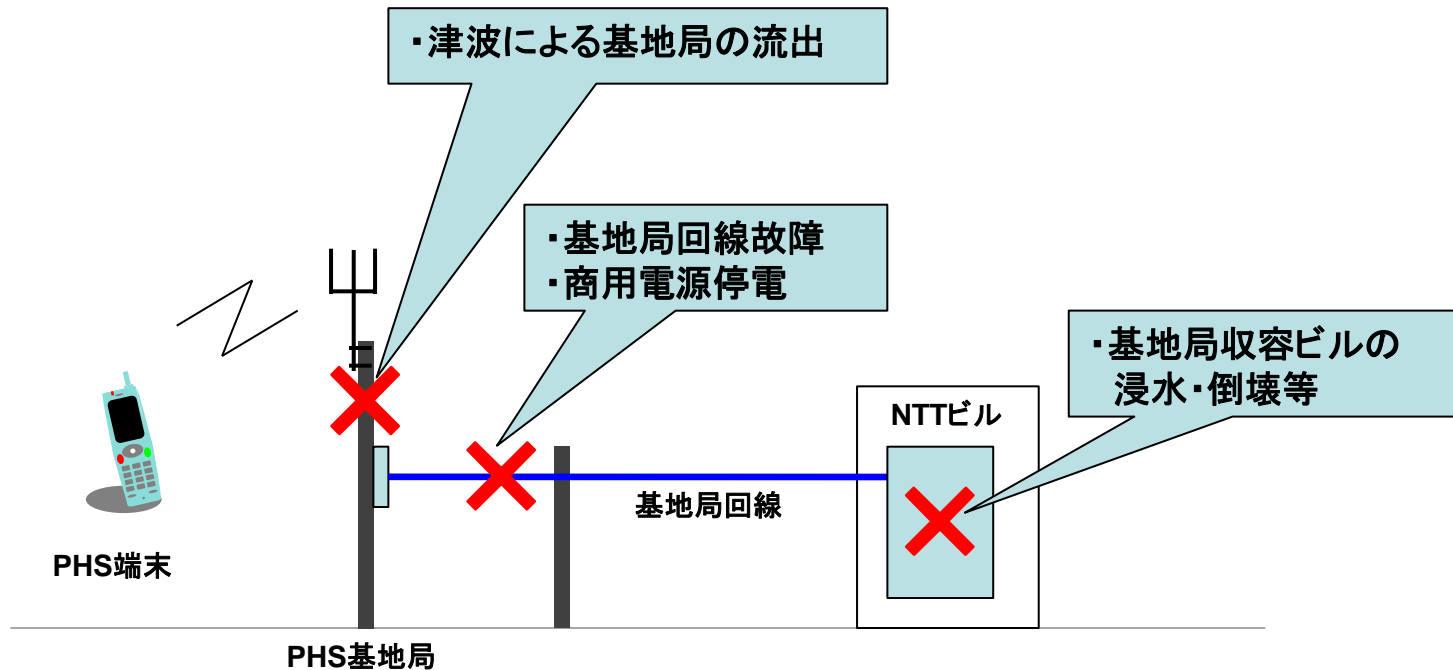 ・津波による基地局の流出
・基地局回線故障
・商用電源停電
・基地局収容ビルの
浸水・倒壊等
NTTビル
基地局回線
PHS端末
PHS基地局